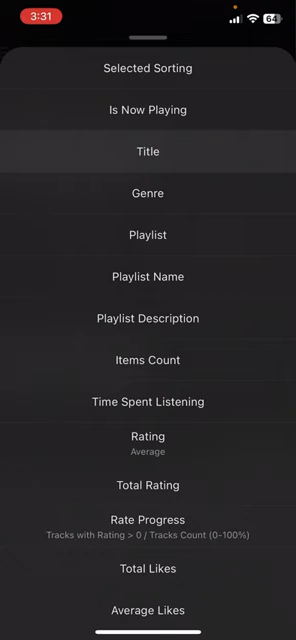 3:31
64
Selected Sorting
Is Now Playing
Title
Genre
Playlist
Playlist Name
Playlist Description
Items Count
Time Spent Listening
Rating
Average
Total Rating
Rate Progress
Tracks with Rating > 0 / Tracks Count (0-100%)
Total Likes
Average Likes